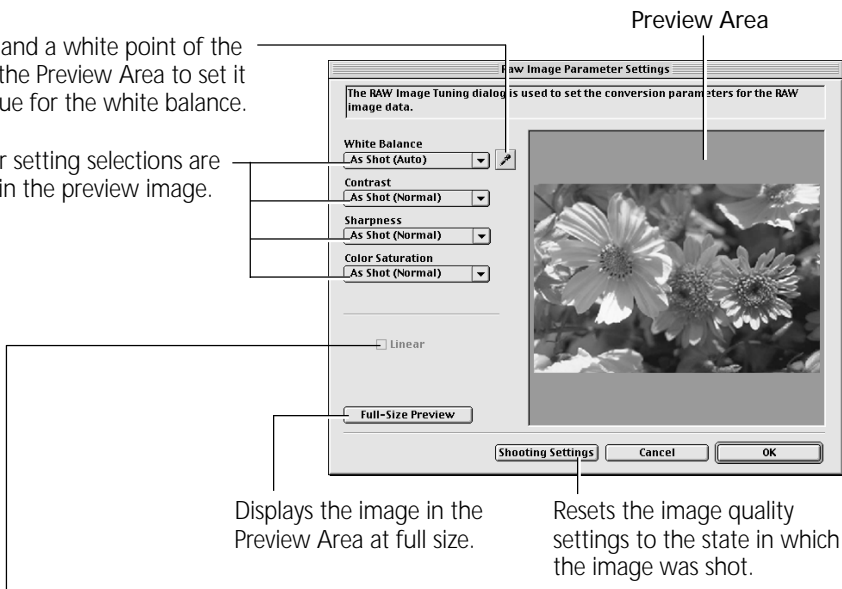 Preview Area
and a white point of the
the Preview Area to set it
ue for the white balance.
r setting selections are
in the preview image.
Raw Image Parameter Settings
The RAW Image Tuning dialog is used to set the conversion parameters for the RAW
image data.
White Balance
As Shot (Auto)
Contrast
As Shot (Normal)
Sharpness
As Shot (Normal)
Color Saturation
As Shot (Normal)
Linear
Full-Size Preview
Shooting Settings Cancel OK
Displays the image in the
Preview Area at full size.
Resets the image quality
settings to the state in which
the image was shot.